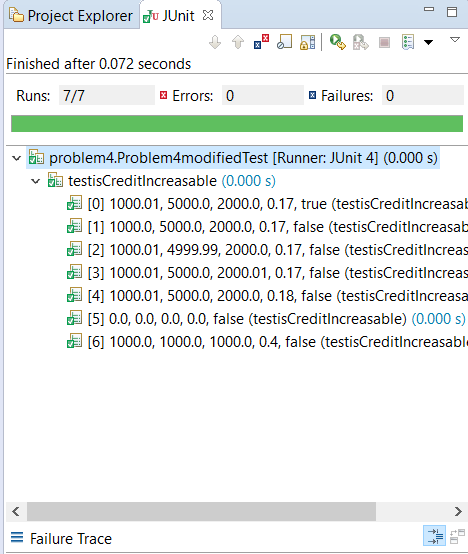 Project Explorer JUnit
Finished after 0.072 seconds
Runs: 7/7 Errors: 0 Failures: 0
problem4.Problem4modifiedTest [Runner: JUnit 4] (0.000 s)
testisCreditIncreasable (0.000 s)
[0] 1000.01, 5000.0, 2000.0, 0.17, true (testisCreditIncreasa
[1] 1000.0, 5000.0, 2000.0, 0.17, false (testisCreditIncreasab
[2] 1000.01, 4999.99, 2000.0, 0.17, false (testisCreditIncreas
[3] 1000.01, 5000.0, 2000.01, 0.17, false (testisCreditIncreas
[4] 1000.01, 5000.0, 2000.0, 0.18, false (testisCreditIncreasa
[5] 0.0, 0.0, 0.0, 0.0, false (testisCreditIncreasable) (0.000 s)
[6] 1000.0, 1000.0, 1000.0, 0.4, false (testisCreditIncreasabl
Failure Trace